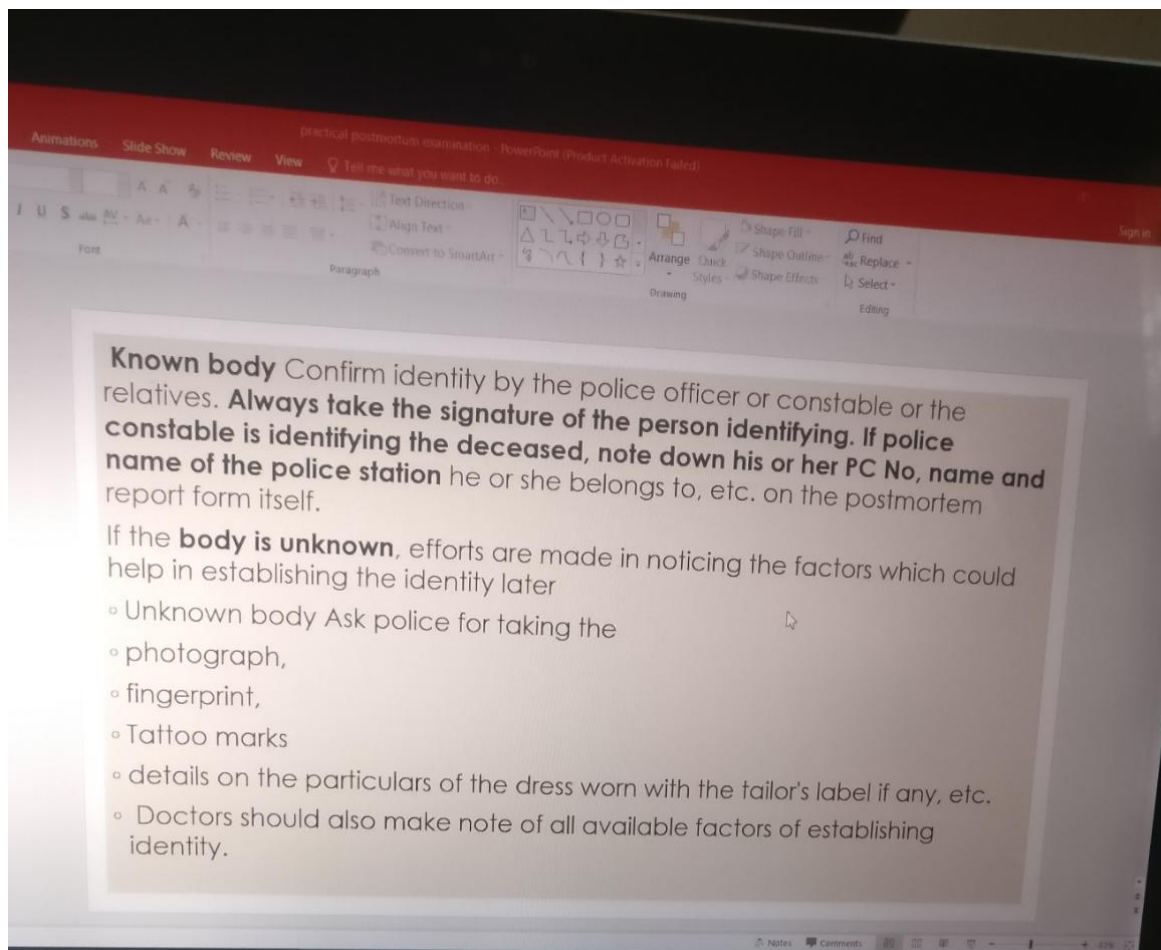 practical postmortum examination - PowerPoint (Product Activation Failed)
Animations Slide Show Review View Tell me what you want to do...
Sign in
Text Direction
Align Text
Convert to SmartArt
Font
Paragraph
Arrange
Quick Styles
Shape Fill
Shape Outline
Shape Effects
Drawing
Find
Replace
Select
Editing
Known body Confirm identity by the police officer or constable or the
relatives. Always take the signature of the person identifying. If police
constable is identifying the deceased, note down his or her PC No, name and
name of the police station he or she belongs to, etc. on the postmortem
report form itself.
If the body is unknown, efforts are made in noticing the factors which could
help in establishing the identity later
Unknown body Ask police for taking the
photograph,
fingerprint,
Tattoo marks
details on the particulars of the dress worn with the tailor's label if any, etc.
Doctors should also make note of all available factors of establishing
identity.
Notes Comments